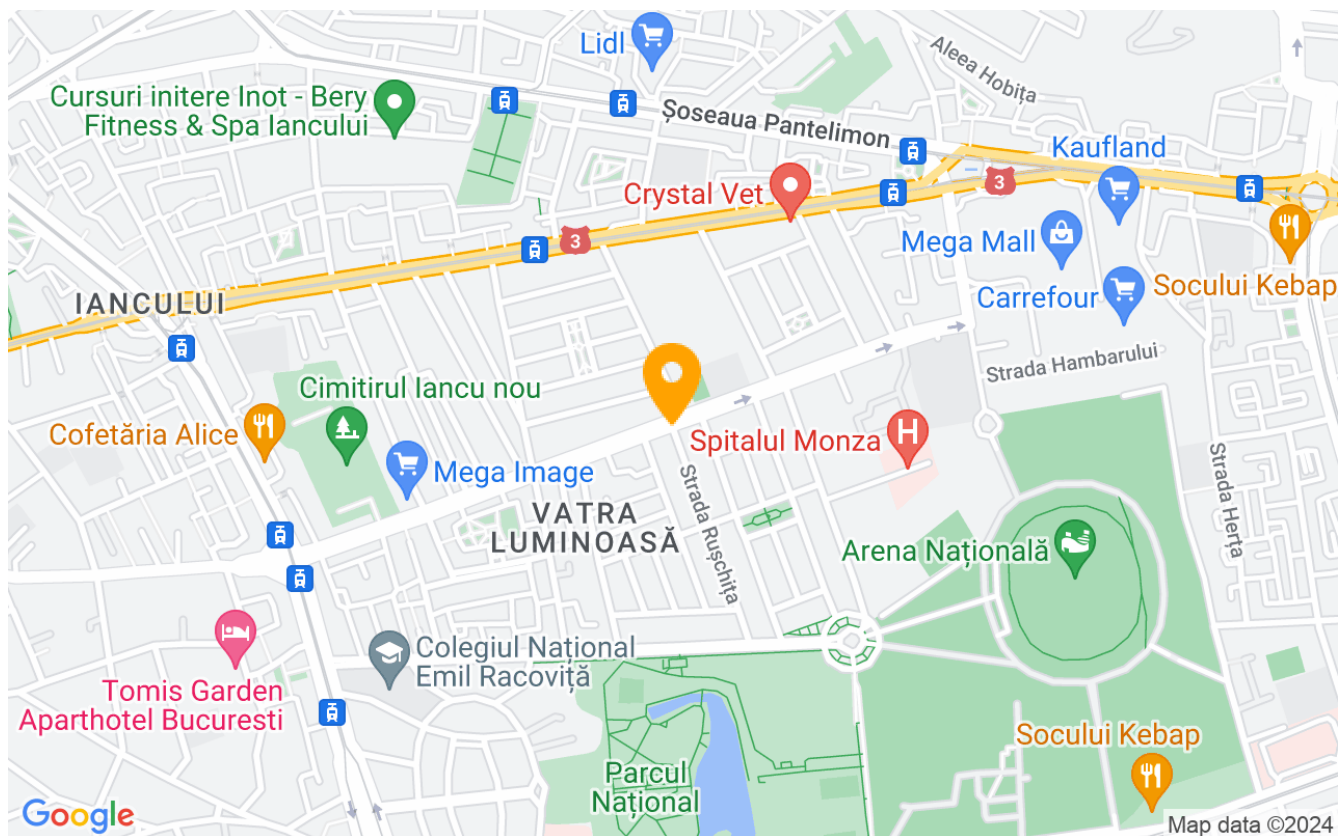 Lidl
Aleea Hobița
Cursuri initere Inot - Bery
Fitness & Spa Iancului
Șoseaua Pantelimon
Kaufland
Crystal Vet
3
3
Mega Mall
Socului Kebap
Carrefour
IANCULUI
Strada Hambarului
Cimitirul Iancu nou
Cofetăria Alice
Spitalul Monza
H
Mega Image
Strada Rușchița
Strada Herța
VATRA
LUMINOASĂ
Arena Națională
Colegiul Național
Emil Racoviță
Tomis Garden
Aparthotel Bucuresti
Socului Kebap
Parcul
Național
Google
Map data ©2024